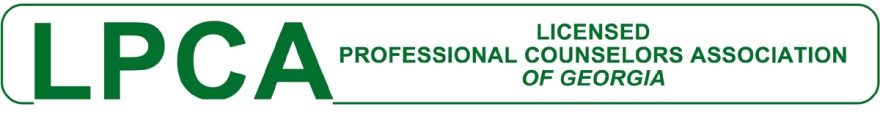 LPCA
LICENSED
PROFESSIONAL COUNSELORS ASSOCIATION
OF GEORGIA